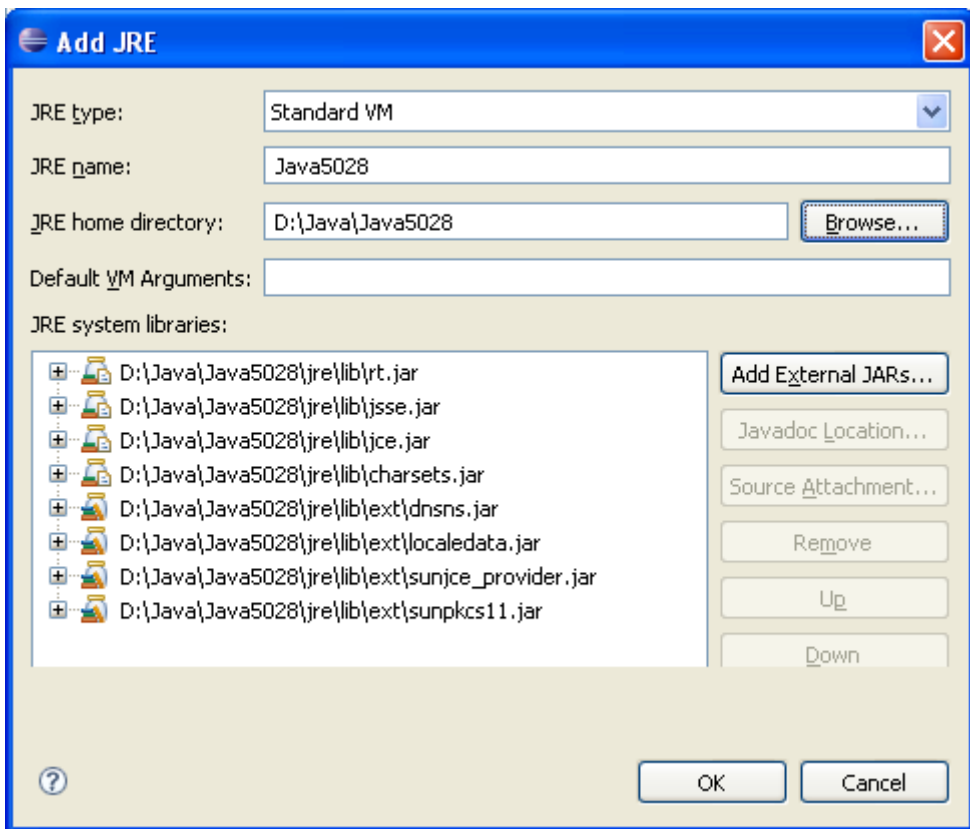 Add JRE
JRE type: Standard VM
JRE name: Java5028
JRE home directory: D:\Java\Java5028 Browse...
Default VM Arguments:
JRE system libraries:
D:\Java\Java5028\jre\lib\rt.jar
D:\Java\Java5028\jre\lib\jsse.jar
D:\Java\Java5028\jre\lib\jce.jar
D:\Java\Java5028\jre\lib\charsets.jar
D:\Java\Java5028\jre\lib\ext\dnsns.jar
D:\Java\Java5028\jre\lib\ext\localedata.jar
D:\Java\Java5028\jre\lib\ext\sunjce_provider.jar
D:\Java\Java5028\jre\lib\ext\sunpkcs11.jar
Add External JARs...
Javadoc Location...
Source Attachment...
Remove
Up
Down
? OK Cancel